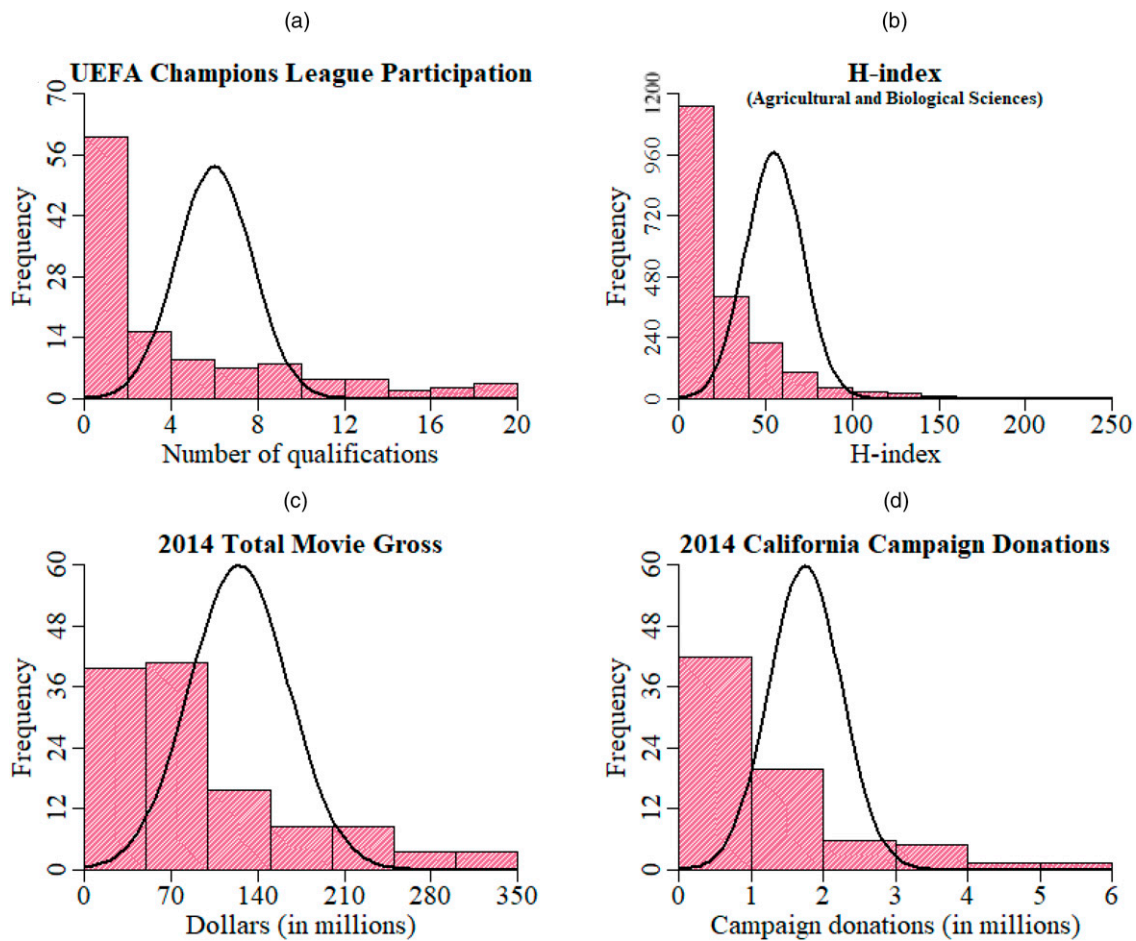 (a)
UEFA Champions League Participation
70
56
42
28
14
0
Frequency
0 4 8 12 16 20
Number of qualifications
(b)
H-index
(Agricultural and Biological Sciences)
1200
960
720
480
240
0
Frequency
0 50 100 150 200 250
H-index
(c)
2014 Total Movie Gross
60
48
36
24
12
0
Frequency
0 70 140 210 280 350
Dollars (in millions)
(d)
2014 California Campaign Donations
60
48
36
24
12
0
Frequency
0 1 2 3 4 5 6
Campaign donations (in millions)